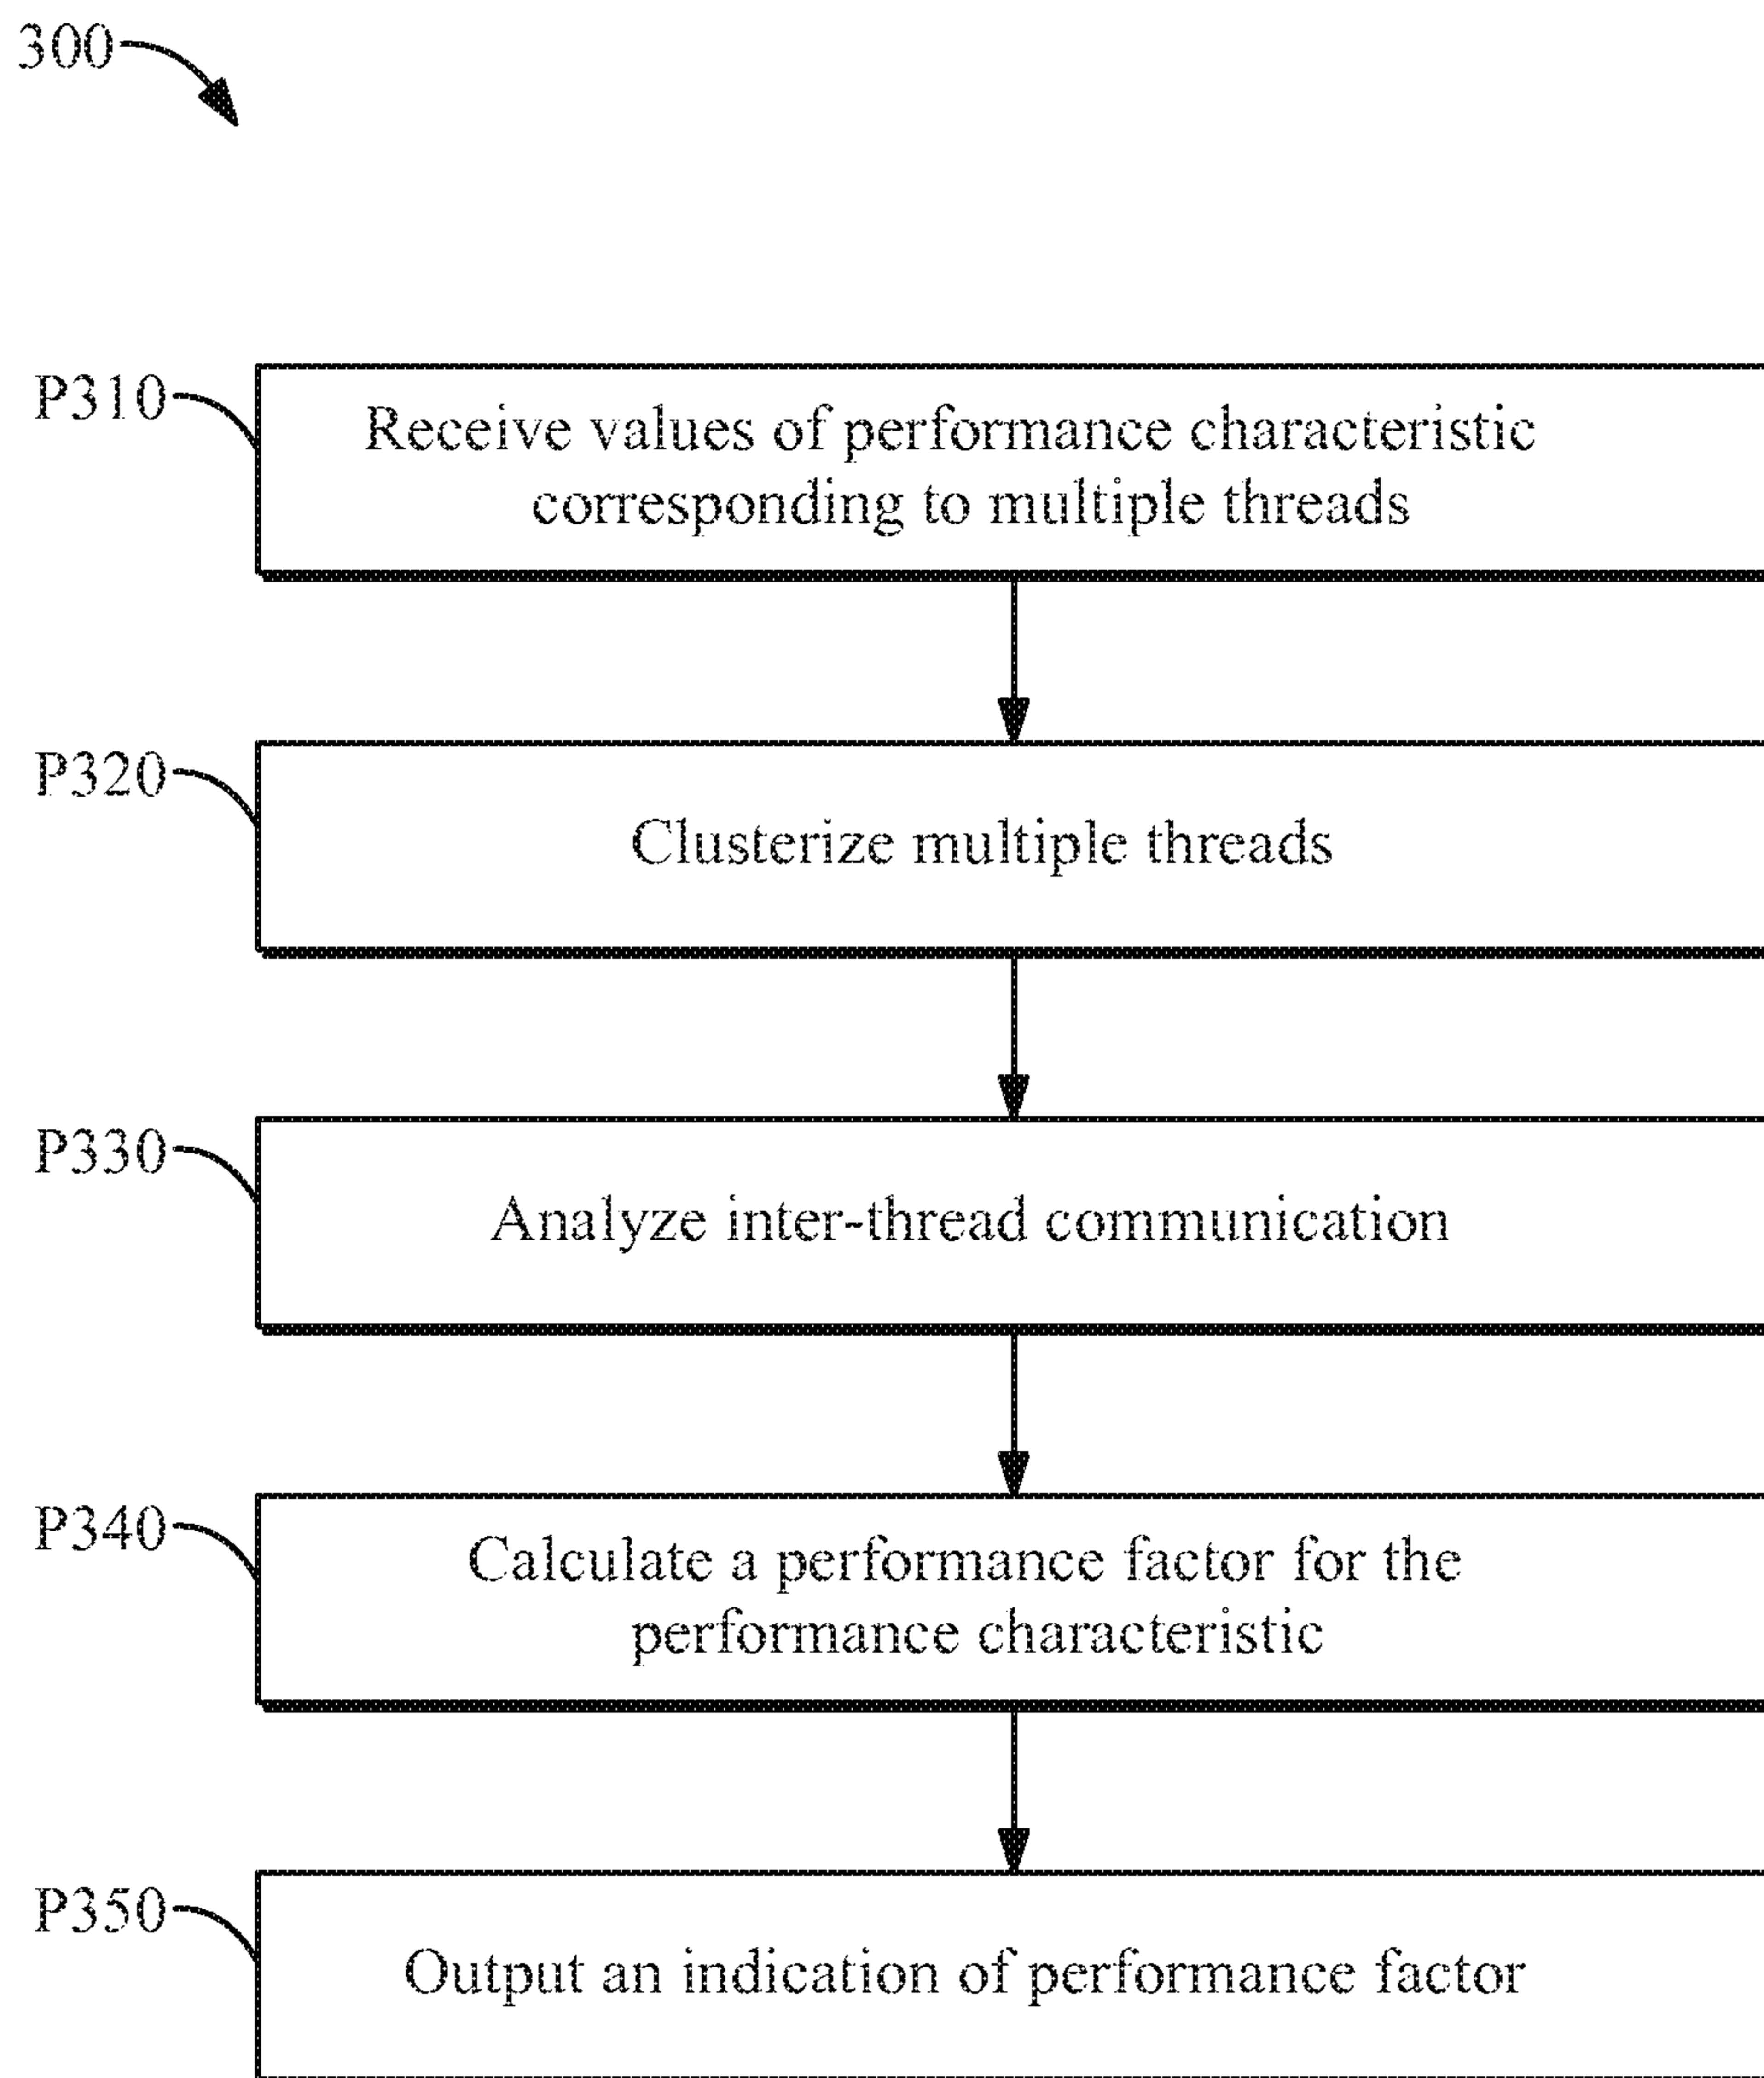 300
P310
Receive values of performance characteristic
corresponding to multiple threads
P320
Clusterize multiple threads
P330
Analyze inter-thread communication
P340
Calculate a performance factor for the
performance characteristic
P350
Output an indication of performance factor